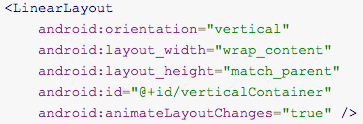 <LinearLayout
    android:orientation="vertical"
    android:layout_width="wrap_content"
    android:layout_height="match_parent"
    android:id="@+id/verticalContainer"
    android:animateLayoutChanges="true" />